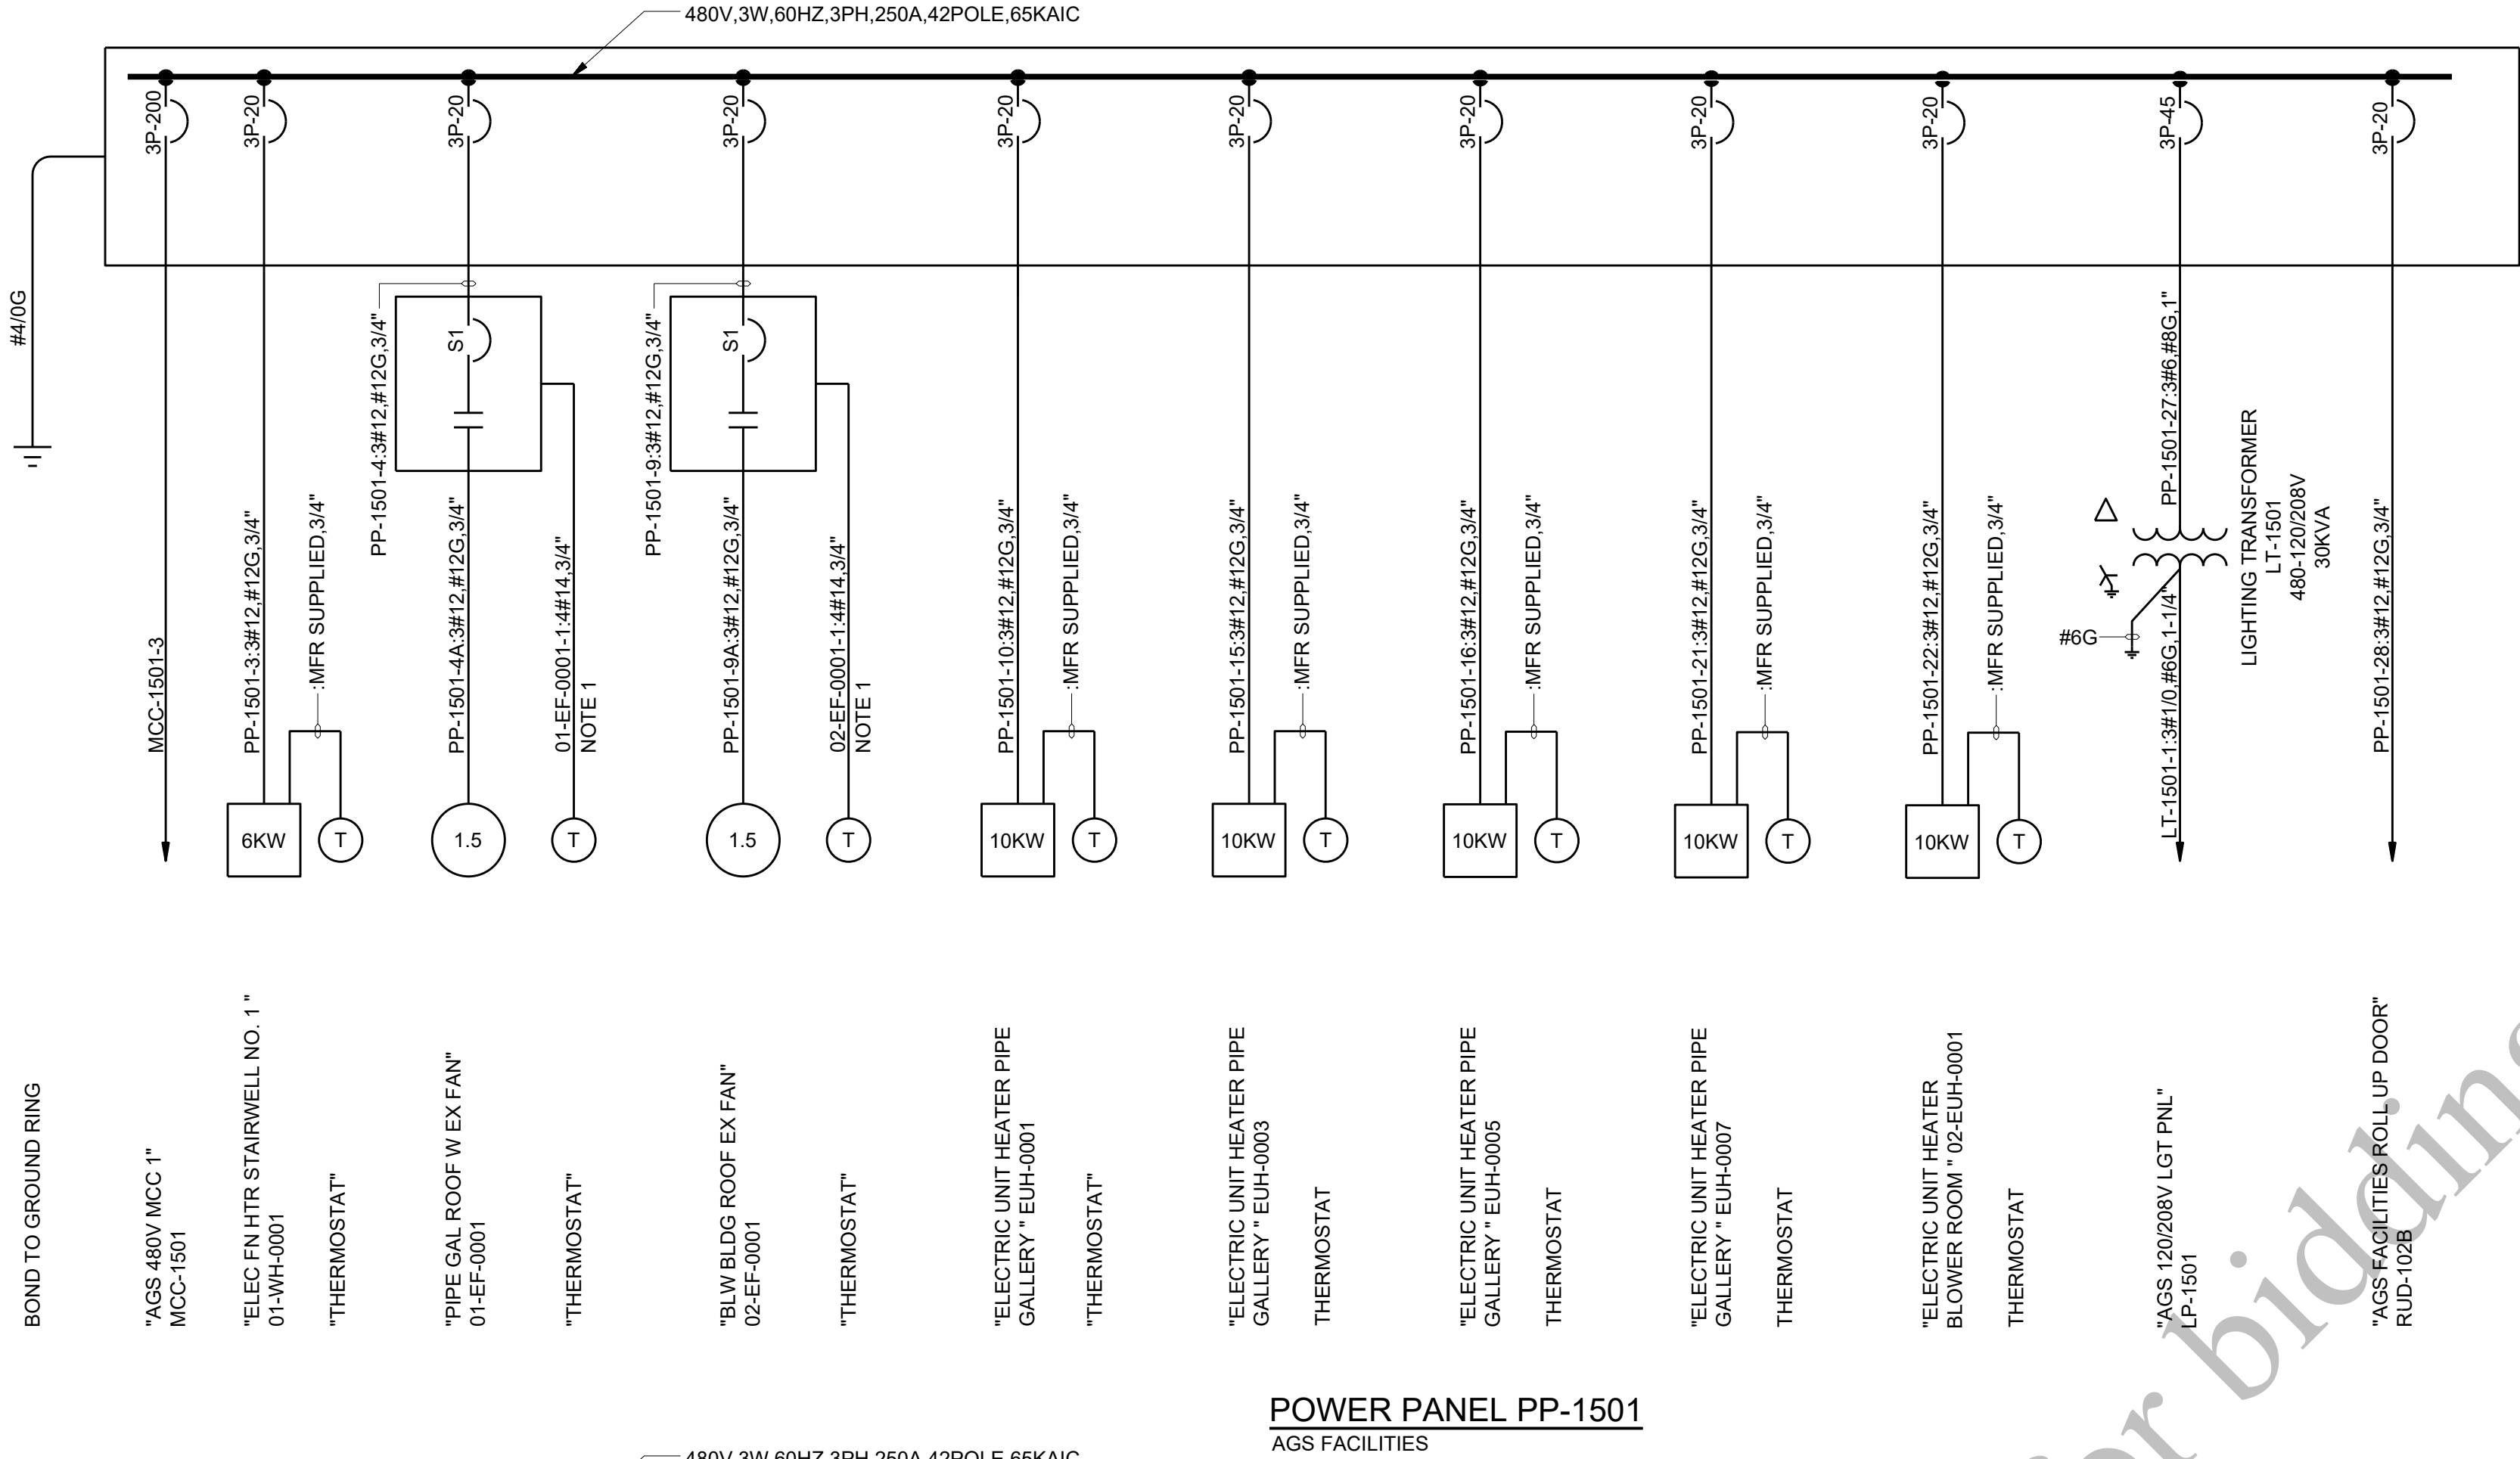 480V,3W,60HZ,3PH,250A,42POLE,65KAIC
3P-200
3P-20
3P-20
3P-20
3P-20
3P-20
3P-20
3P-20
3P-20
3P-45
3P-20
#4/0G
MCC-1501-3
PP-1501-3:3#12,#12G,3/4"
:MFR SUPPLIED,3/4"
PP-1501-4:3#12,#12G,3/4"
S1
PP-1501-4A:3#12,#12G,3/4"
01-EF-0001-1:4#14,3/4"
NOTE 1
PP-1501-9:3#12,#12G,3/4"
S1
PP-1501-9A:3#12,#12G,3/4"
02-EF-0001-1:4#14,3/4"
NOTE 1
PP-1501-10:3#12,#12G,3/4"
:MFR SUPPLIED,3/4"
PP-1501-15:3#12,#12G,3/4"
:MFR SUPPLIED,3/4"
PP-1501-16:3#12,#12G,3/4"
:MFR SUPPLIED,3/4"
PP-1501-21:3#12,#12G,3/4"
:MFR SUPPLIED,3/4"
PP-1501-22:3#12,#12G,3/4"
:MFR SUPPLIED,3/4"
PP-1501-27:3#6,#8G,1"
#6G
LT-1501-1:3#1/0,#6G,1-1/4"
LIGHTING TRANSFORMER
LT-1501
480-120/208V
30KVA
PP-1501-28:3#12,#12G,3/4"
6KW
T
1.5
T
1.5
T
10KW
T
10KW
T
10KW
T
10KW
T
10KW
T
BOND TO GROUND RING
"AGS 480V MCC 1"
MCC-1501
"ELEC FN HTR STAIRWELL NO. 1 "
01-WH-0001
"THERMOSTAT"
"PIPE GAL ROOF W EX FAN"
01-EF-0001
"THERMOSTAT"
"BLW BLDG ROOF EX FAN"
02-EF-0001
"THERMOSTAT"
"ELECTRIC UNIT HEATER PIPE
GALLERY " EUH-0001
"THERMOSTAT"
"ELECTRIC UNIT HEATER PIPE
GALLERY " EUH-0003
THERMOSTAT
"ELECTRIC UNIT HEATER PIPE
GALLERY " EUH-0005
THERMOSTAT
"ELECTRIC UNIT HEATER PIPE
GALLERY " EUH-0007
THERMOSTAT
"ELECTRIC UNIT HEATER
BLOWER ROOM " 02-EUH-0001
THERMOSTAT
"AGS 120/208V LGT PNL"
LP-1501
"AGS FACILITIES ROLL UP DOOR"
RUD-102B
POWER PANEL PP-1501
AGS FACILITIES
480V,3W,60HZ,3PH,250A,42POLE,65KAIC
for bidding